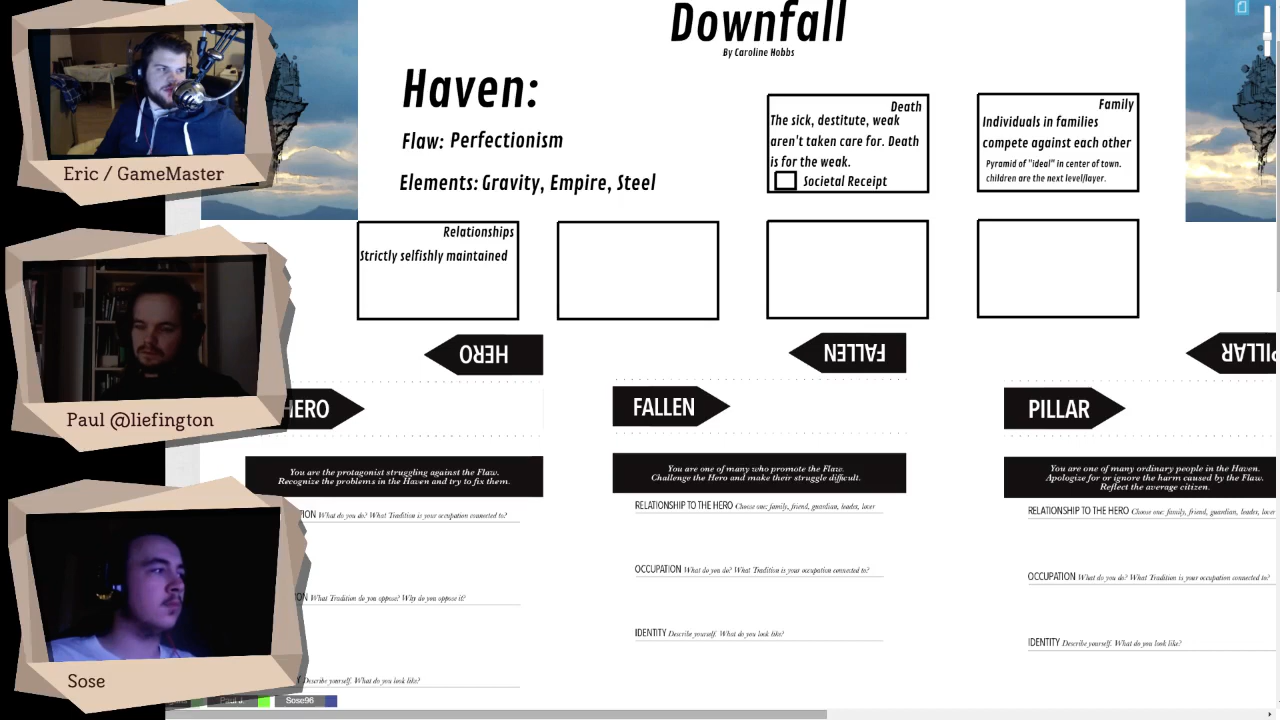 Downfall
By Caroline Hobbs
Haven:
Flaw: Perfectionism
Elements: Gravity, Empire, Steel
Death
The sick, destitute, weak
aren't taken care for. Death
is for the weak.
Societal Receipt
Family
Individuals in families
compete against each other
Pyramid of "ideal" in center of town.
children are the next level/layer.
Relationships
Strictly selfishly maintained
HERO
FALLEN
PILLAR
HERO
FALLEN
PILLAR
You are the protagonist struggling against the Flaw.
Recognize the problems in the Haven and try to fix them.
You are one of many who promote the Flaw.
Challenge the Hero and make their struggle difficult.
You are one of many ordinary people in the Haven.
Apologize for or ignore the harm caused by the Flaw.
Reflect the average citizen.
What do you do? What Tradition is your occupation connected to?
What Tradition do you oppose? Why do you oppose it?
Describe yourself. What do you look like?
RELATIONSHIP TO THE HERO Choose one: family, friend, guardian, leader, lover
OCCUPATION What do you do? What Tradition is your occupation connected to?
IDENTITY Describe yourself. What do you look like?
RELATIONSHIP TO THE HERO Choose one: family, friend, guardian, leader, lover
OCCUPATION What do you do? What Tradition is your occupation connected to?
IDENTITY Describe yourself. What do you look like?
Eric / GameMaster
Paul @liefington
Sose
Paul J.
Sose96